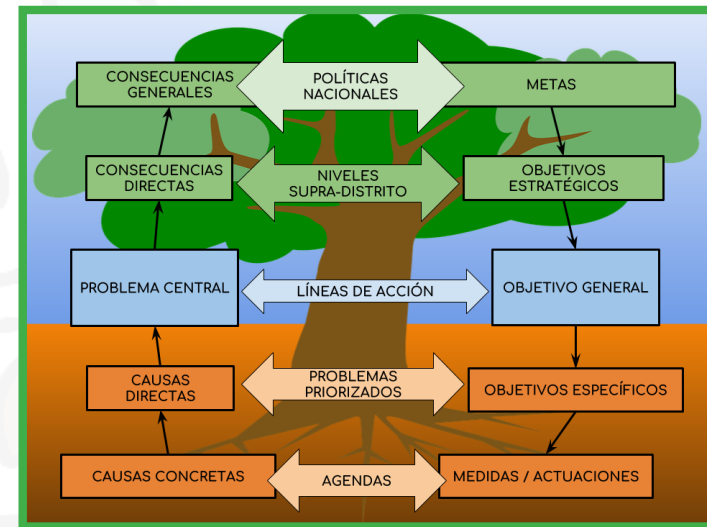 CONSECUENCIAS
GENERALES
POLÍTICAS
NACIONALES
METAS
CONSECUENCIAS
DIRECTAS
NIVELES
SUPRA-DISTRITO
OBJETIVOS
ESTRATÉGICOS
PROBLEMA CENTRAL
LÍNEAS DE ACCIÓN
OBJETIVO GENERAL
CAUSAS
DIRECTAS
PROBLEMAS
PRIORIZADOS
OBJETIVOS ESPECÍFICOS
CAUSAS CONCRETAS
AGENDAS
MEDIDAS / ACTUACIONES